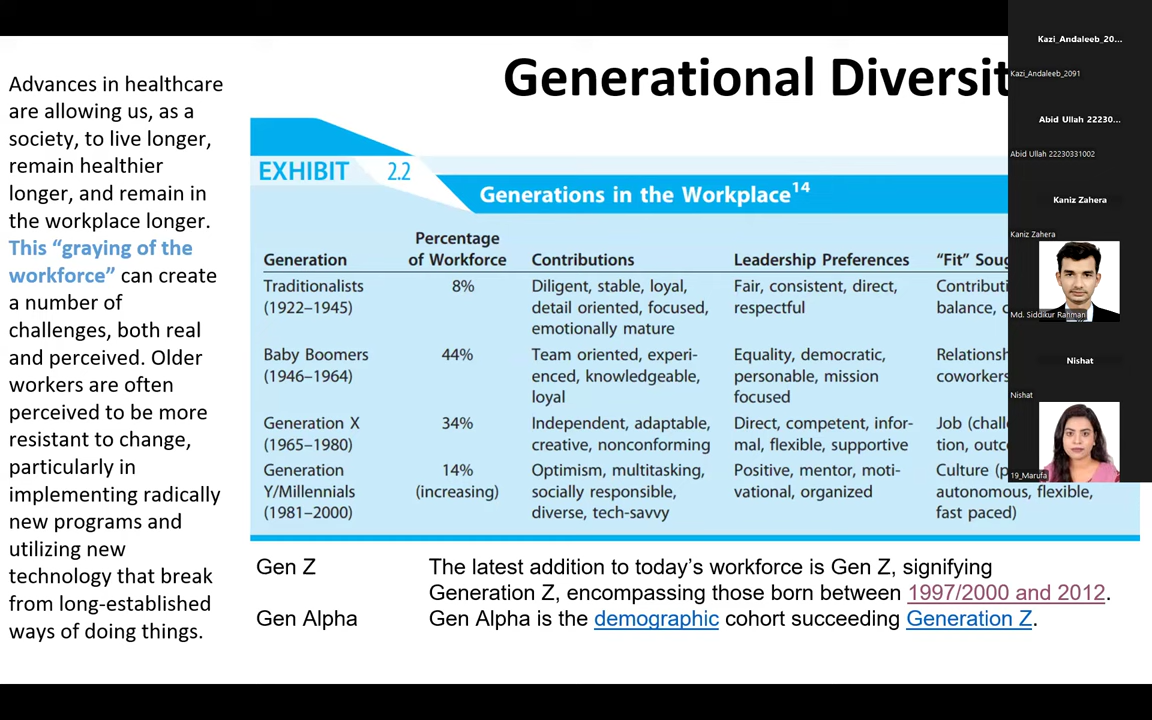 Generational Diversit
Advances in healthcare
are allowing us, as a
society, to live longer,
remain healthier
longer, and remain in
the workplace longer.
This “graying of the
workforce” can create
a number of
challenges, both real
and perceived. Older
workers are often
perceived to be more
resistant to change,
particularly in
implementing radically
new programs and
utilizing new
technology that break
from long-established
ways of doing things.
EXHIBIT 2.2
Generations in the Workplace14
Generation
Percentage
of Workforce
Contributions
Leadership Preferences
“Fit” Soug
Traditionalists
(1922–1945)
8%
Diligent, stable, loyal,
detail oriented, focused,
emotionally mature
Fair, consistent, direct,
respectful
Contributi
balance, c
Baby Boomers
(1946–1964)
44%
Team oriented, experi-
enced, knowledgeable,
loyal
Equality, democratic,
personable, mission
focused
Relationsh
coworkers
Generation X
(1965–1980)
34%
Independent, adaptable,
creative, nonconforming
Direct, competent, infor-
mal, flexible, supportive
Job (chall
tion, outc
Generation
Y/Millennials
(1981–2000)
14%
(increasing)
Optimism, multitasking,
socially responsible,
diverse, tech-savvy
Positive, mentor, moti-
vational, organized
Culture (p
autonomous, flexible,
fast paced)
Gen Z
The latest addition to today’s workforce is Gen Z, signifying
Generation Z, encompassing those born between 1997/2000 and 2012.
Gen Alpha
Gen Alpha is the demographic cohort succeeding Generation Z.
Kazi_Andaleeb_20...
Kazi_Andaleeb_2091
Abid Ullah 22230...
Abid Ullah 22230331002
Kaniz Zahera
Kaniz Zahera
Md. Siddikur Rahman
Nishat
Nishat
19_Marufa